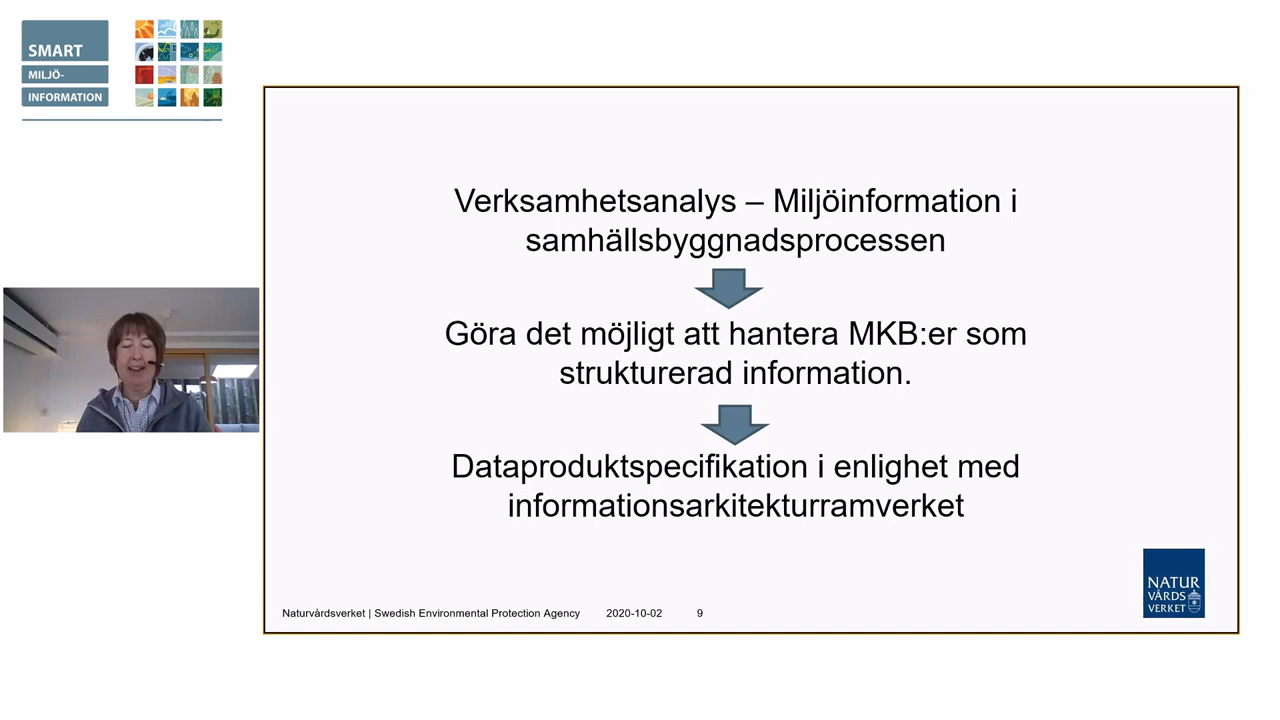 SMART
MILJÖ-
INFORMATION
Verksamhetsanalys – Miljöinformation i
samhällsbyggnadsprocessen
Göra det möjligt att hantera MKB:er som
strukturerad information.
Dataproduktspecifikation i enlighet med
informationsarkitekturramverket
NATUR
VÅRDS
VERKET
Naturvårdsverket | Swedish Environmental Protection Agency 2020-10-02 9